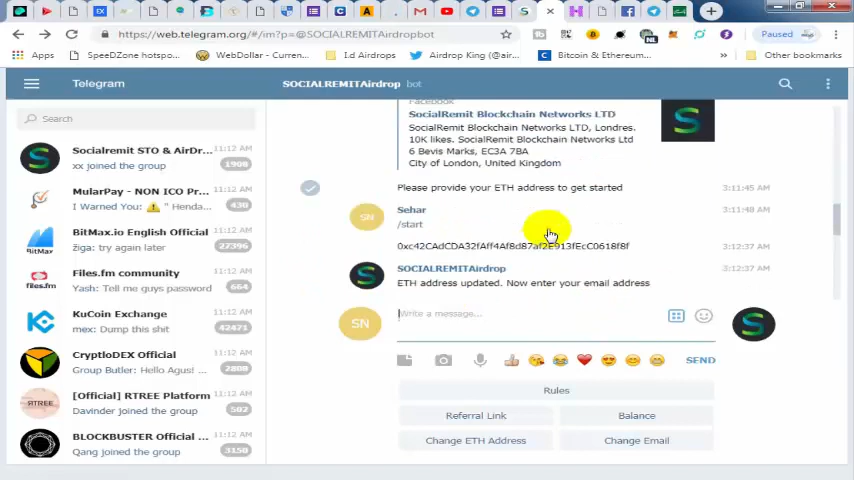 https://web.telegram.org/#/im?p=@SOCIALREMITAirdropbot
Paused
Apps
SpeeDZone hotspo...
WebDollar - Curren...
I.d Airdrops
Airdrop King (@air...
Bitcoin & Ethereum...
Other bookmarks
Telegram
SOCIALREMITAirdrop bot
Search
Socialremit STO & AirDr...
11:12 AM
xx joined the group
1908
MularPay - NON ICO Pr...
11:12 AM
I Warned You: ⚠️ " Henda...
430
BitMax.io English Official
11:12 AM
žiga: try again later
27396
Files.fm community
11:12 AM
Yash: Tell me guys password
664
KuCoin Exchange
11:12 AM
mex: Dump this shit
42471
CryptloDEX Official
11:12 AM
Group Butler: Hello Agus! ...
2808
[Official] RTREE Platform
11:12 AM
Davinder joined the group
502
BLOCKBUSTER Official ...
11:12 AM
Qang joined the group
3150
Facebook
SocialRemit Blockchain Networks LTD
SocialRemit Blockchain Networks LTD, Londres.
10K likes. SocialRemit Blockchain Networks Ltd
6 Bevis Marks, EC3A 7BA
City of London, United Kingdom
Please provide your ETH address to get started
3:11:45 AM
SN
Sehar
3:11:48 AM
/start
0xc42CAdCDA32fAff4Af8d87af2E913fEcC0618f8f
3:12:37 AM
SOCIALREMITAirdrop
3:12:37 AM
ETH address updated. Now enter your email address
SN
Write a message...
SEND
Rules
Referral Link
Balance
Change ETH Address
Change Email